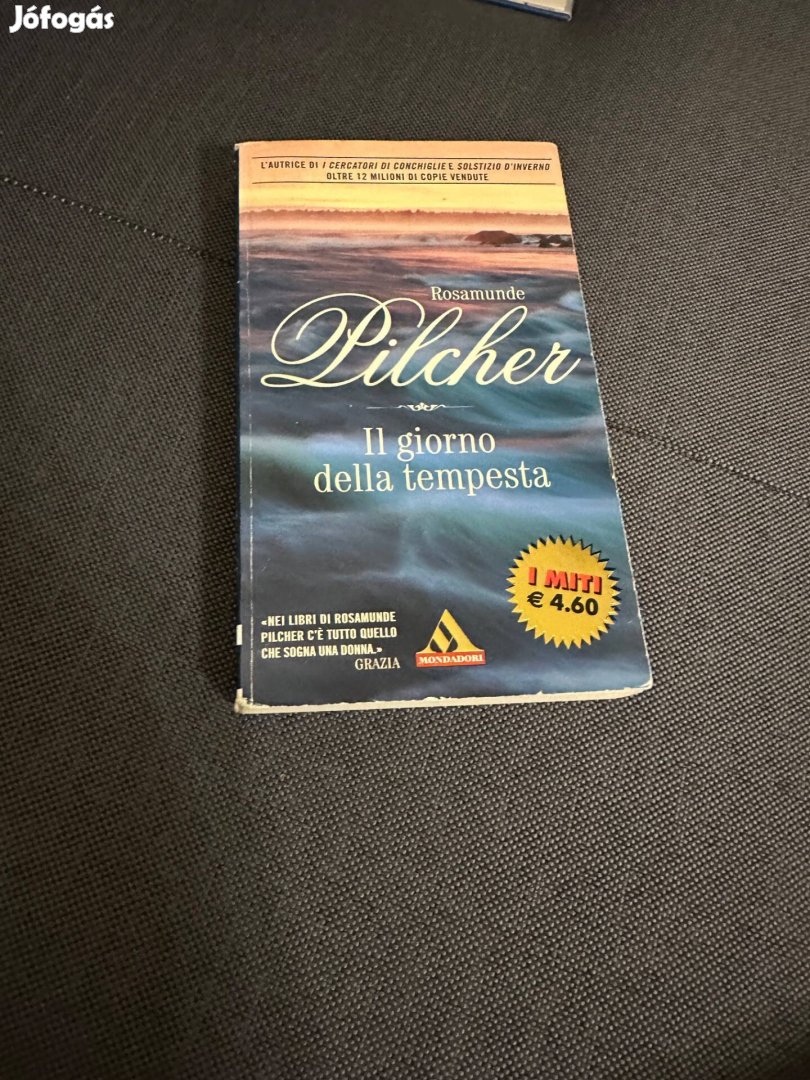 Jófogás
L'AUTRICE DI I CERCATORI DI CONCHIGLIE E SOLSTIZIO D'INVERNO
OLTRE 12 MILIONI DI COPIE VENDUTE
Rosamunde
Pilcher
Il giorno
della tempesta
I MITI
€ 4.60
«NEI LIBRI DI ROSAMUNDE
PILCHER C'È TUTTO QUELLO
CHE SOGNA UNA DONNA.»
GRAZIA
MONDADORI